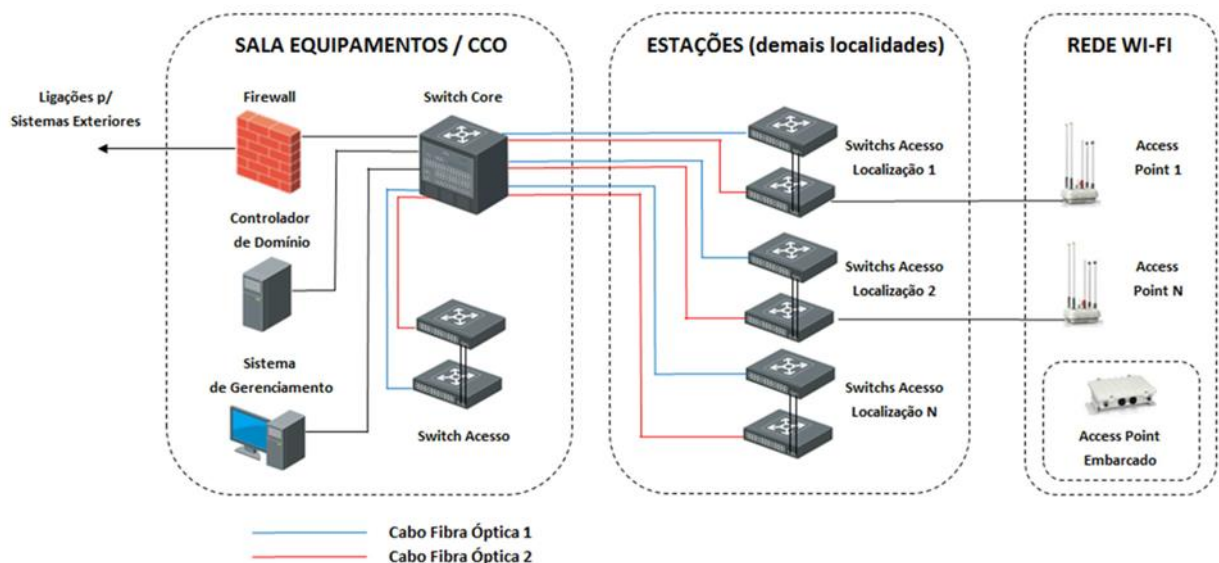 SALA EQUIPAMENTOS / CCO
ESTAÇÕES (demais localidades)
REDE WI-FI
Ligações p/
Sistemas Exteriores
Firewall
Switch Core
Controlador
de Domínio
Sistema
de Gerenciamento
Switch Acesso
Switchs Acesso
Localização 1
Switchs Acesso
Localização 2
Switchs Acesso
Localização N
Access
Point 1
Access
Point N
Access Point
Embarcado
Cabo Fibra Óptica 1
Cabo Fibra Óptica 2